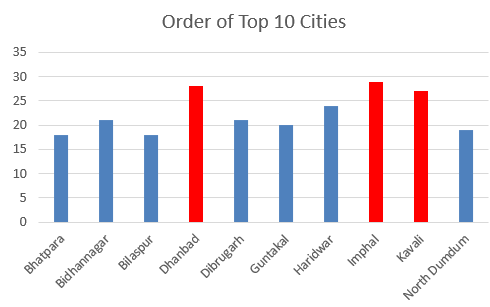 Order of Top 10 Cities
35
30
25
20
15
10
5
0
Bhatpara
Bidhannagar
Bilaspur
Dhanbad
Dibrugarh
Guntakal
Haridwar
Imphal
Kavali
North Dumdum